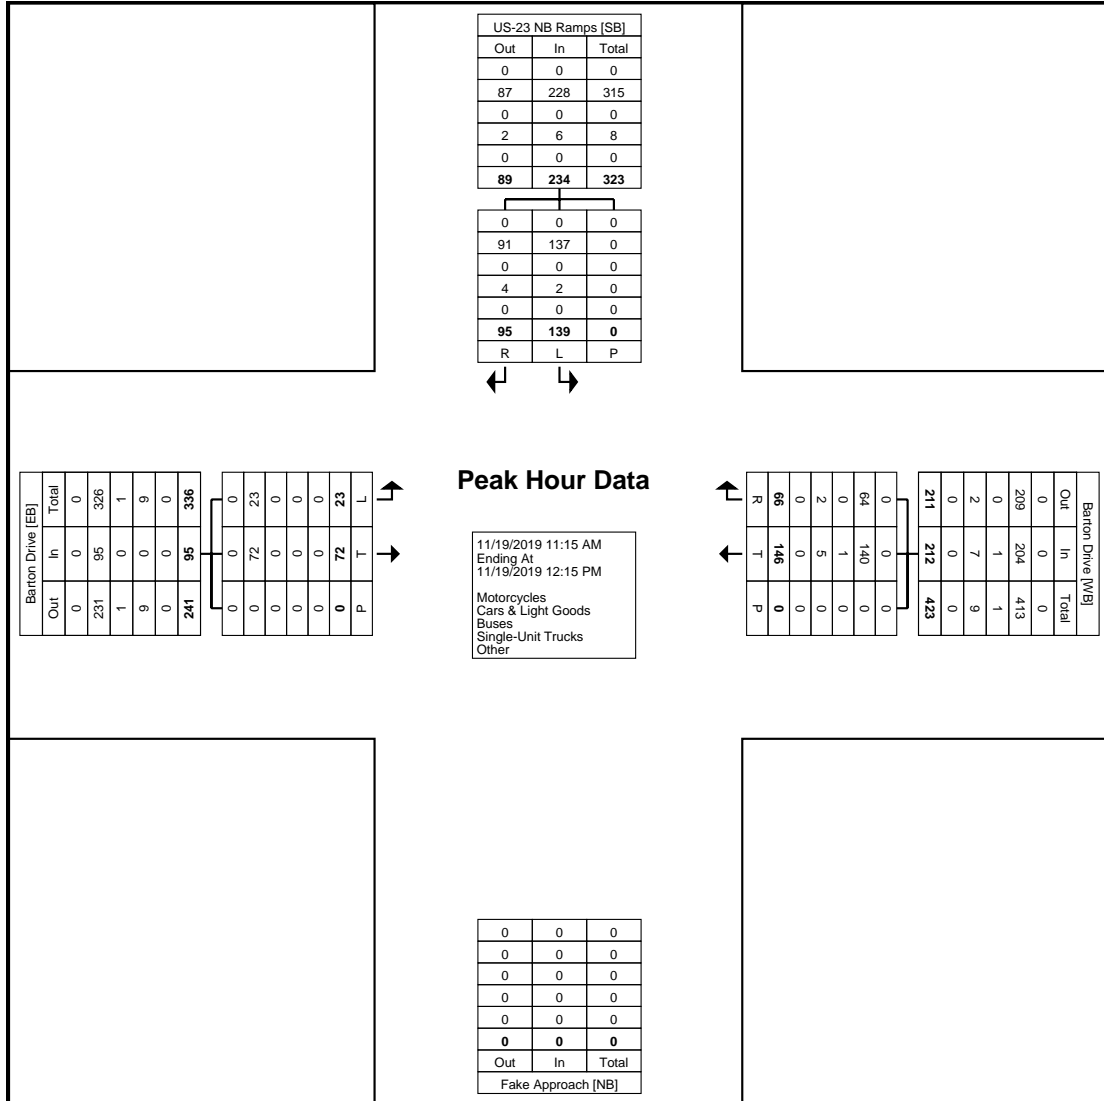 US-23 NB Ramps [SB]
Out In Total
0 0 0
87 228 315
0 0 0
2 6 8
0 0 0
89 234 323
0 0 0
91 137 0
0 0 0
4 2 0
0 0 0
95 139 0
R L P
Barton Drive [EB]
Total 0 326 1 9 0 336
In 0 95 0 0 0 95
Out 0 231 1 9 0 241
0 23 0 0 0 23 L
0 72 0 0 0 72 T
0 0 0 0 0 0 P
Peak Hour Data
11/19/2019 11:15 AM
Ending At
11/19/2019 12:15 PM
Motorcycles
Cars & Light Goods
Buses
Single-Unit Trucks
Other
R 66 0 2 0 64 0
T 146 0 5 1 140 0
P 0 0 0 0 0 0
Barton Drive [WB]
Out In Total
0 0 0
209 204 413
0 1 1
2 7 9
0 0 0
211 212 423
0 0 0
0 0 0
0 0 0
0 0 0
0 0 0
0 0 0
Out In Total
Fake Approach [NB]